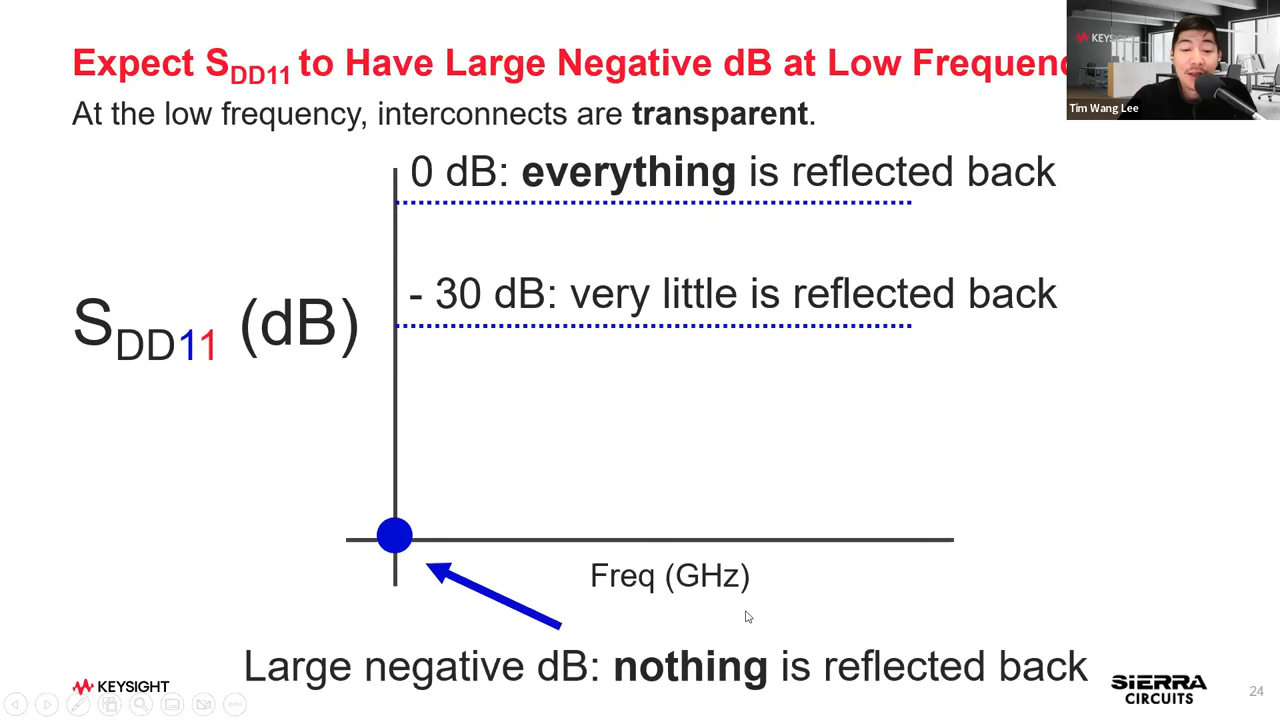 Expect SDD11 to Have Large Negative dB at Low Frequenc
KEYSIGHT
Tim Wang Lee
At the low frequency, interconnects are transparent.
0 dB: everything is reflected back
- 30 dB: very little is reflected back
SDD11 (dB)
Freq (GHz)
Large negative dB: nothing is reflected back
KEYSIGHT
SIERRA
CIRCUITS
24